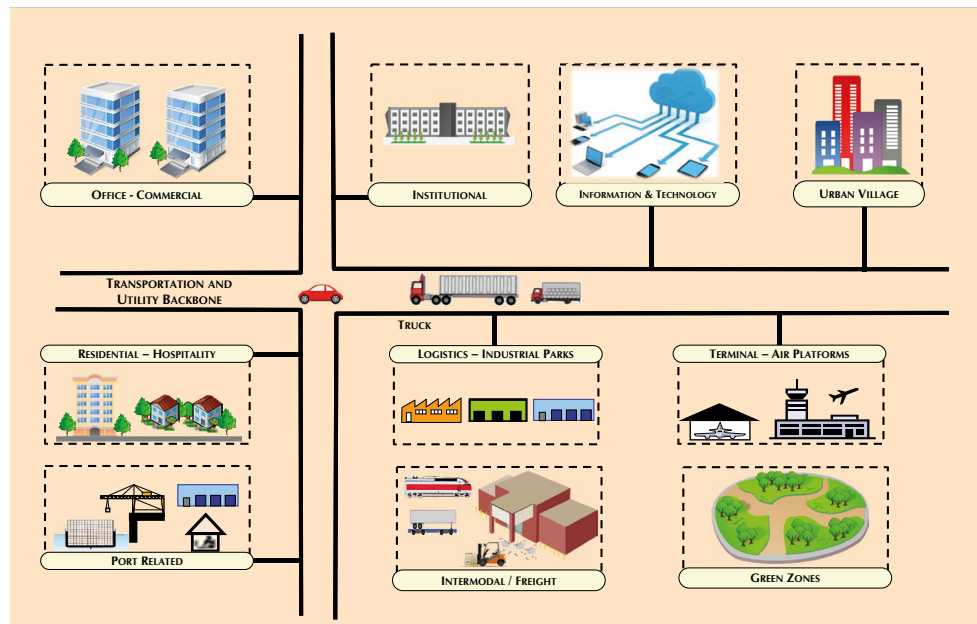 OFFICE - COMMERCIAL
INSTITUTIONAL
INFORMATION & TECHNOLOGY
URBAN VILLAGE
TRANSPORTATION AND
UTILITY BACKBONE
TRUCK
RESIDENTIAL – HOSPITALITY
LOGISTICS – INDUSTRIAL PARKS
TERMINAL – AIR PLATFORMS
PORT RELATED
INTERMODAL / FREIGHT
GREEN ZONES